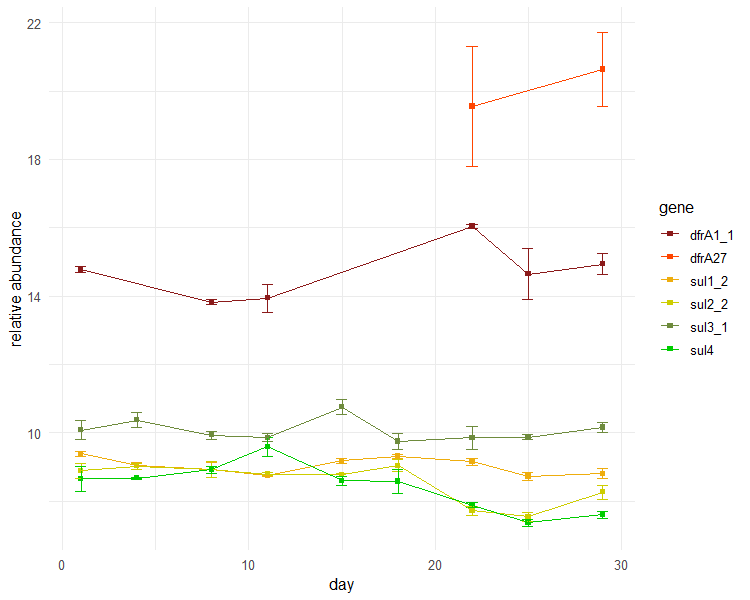 22
18
14
10
relative abundance
0
10
20
30
day
gene
dfrA1_1
dfrA27
sul1_2
sul2_2
sul3_1
sul4